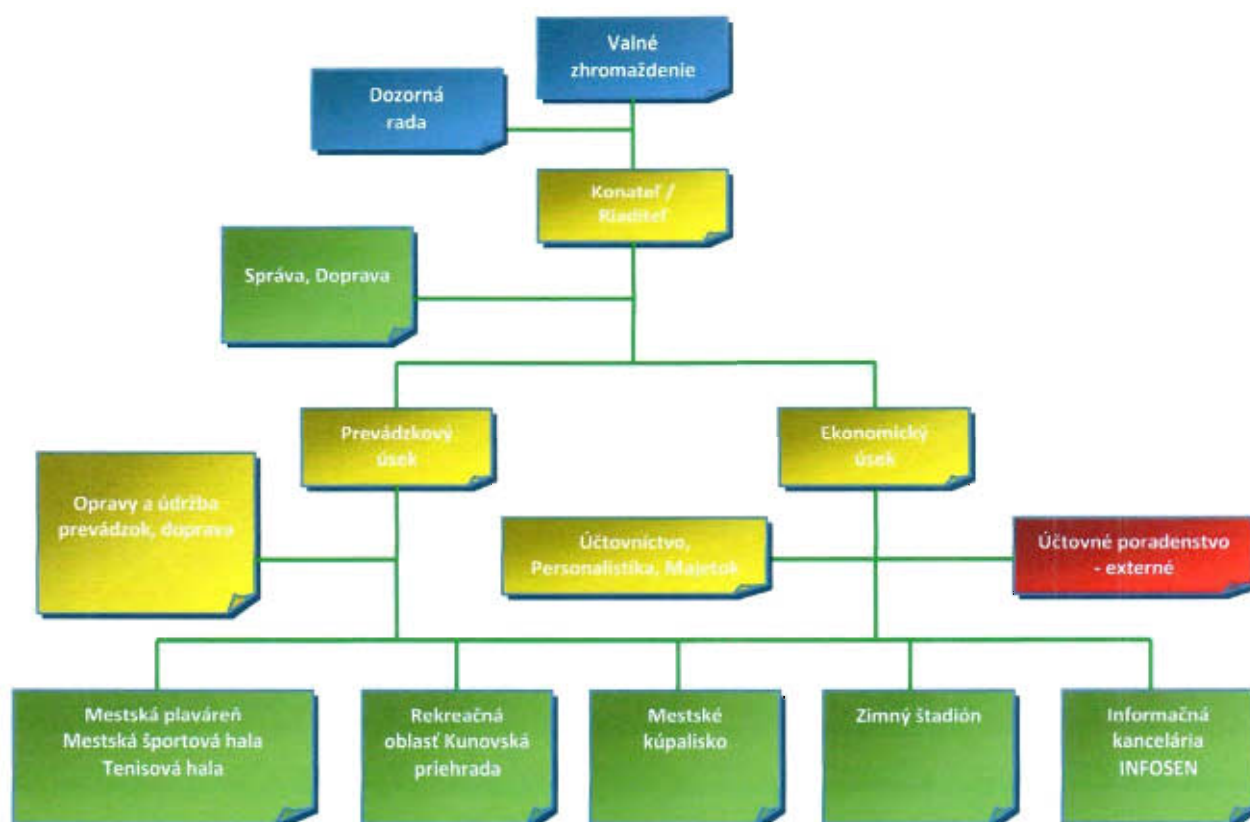 Valné
zhromaždenie
Dozorná
rada
Konateľ /
Riaditeľ
Správa, Doprava
Prevádzkový
úsek
Ekonomický
úsek
Opravy a údržba
prevádzok, doprava
Účtovníctvo,
Personalistika, Majetok
Účtovné poradenstvo
- externé
Mestská plaváreň
Mestská športová hala
Tenisová hala
Rekreačná
oblasť Kunovská
priehrada
Mestské
kúpalisko
Zimný štadión
Informačná
kancelária
INFOSEN